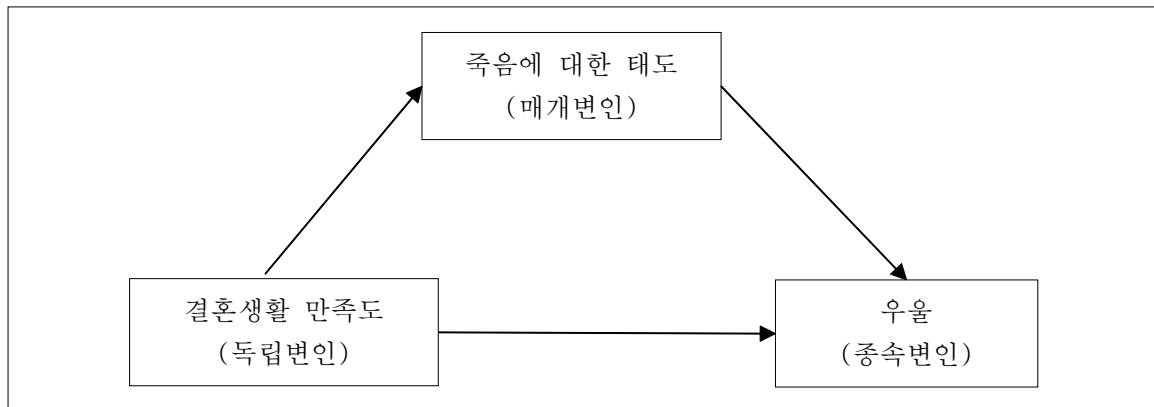 죽음에 대한 태도
(매개변인)
결혼생활 만족도
(독립변인)
우울
(종속변인)